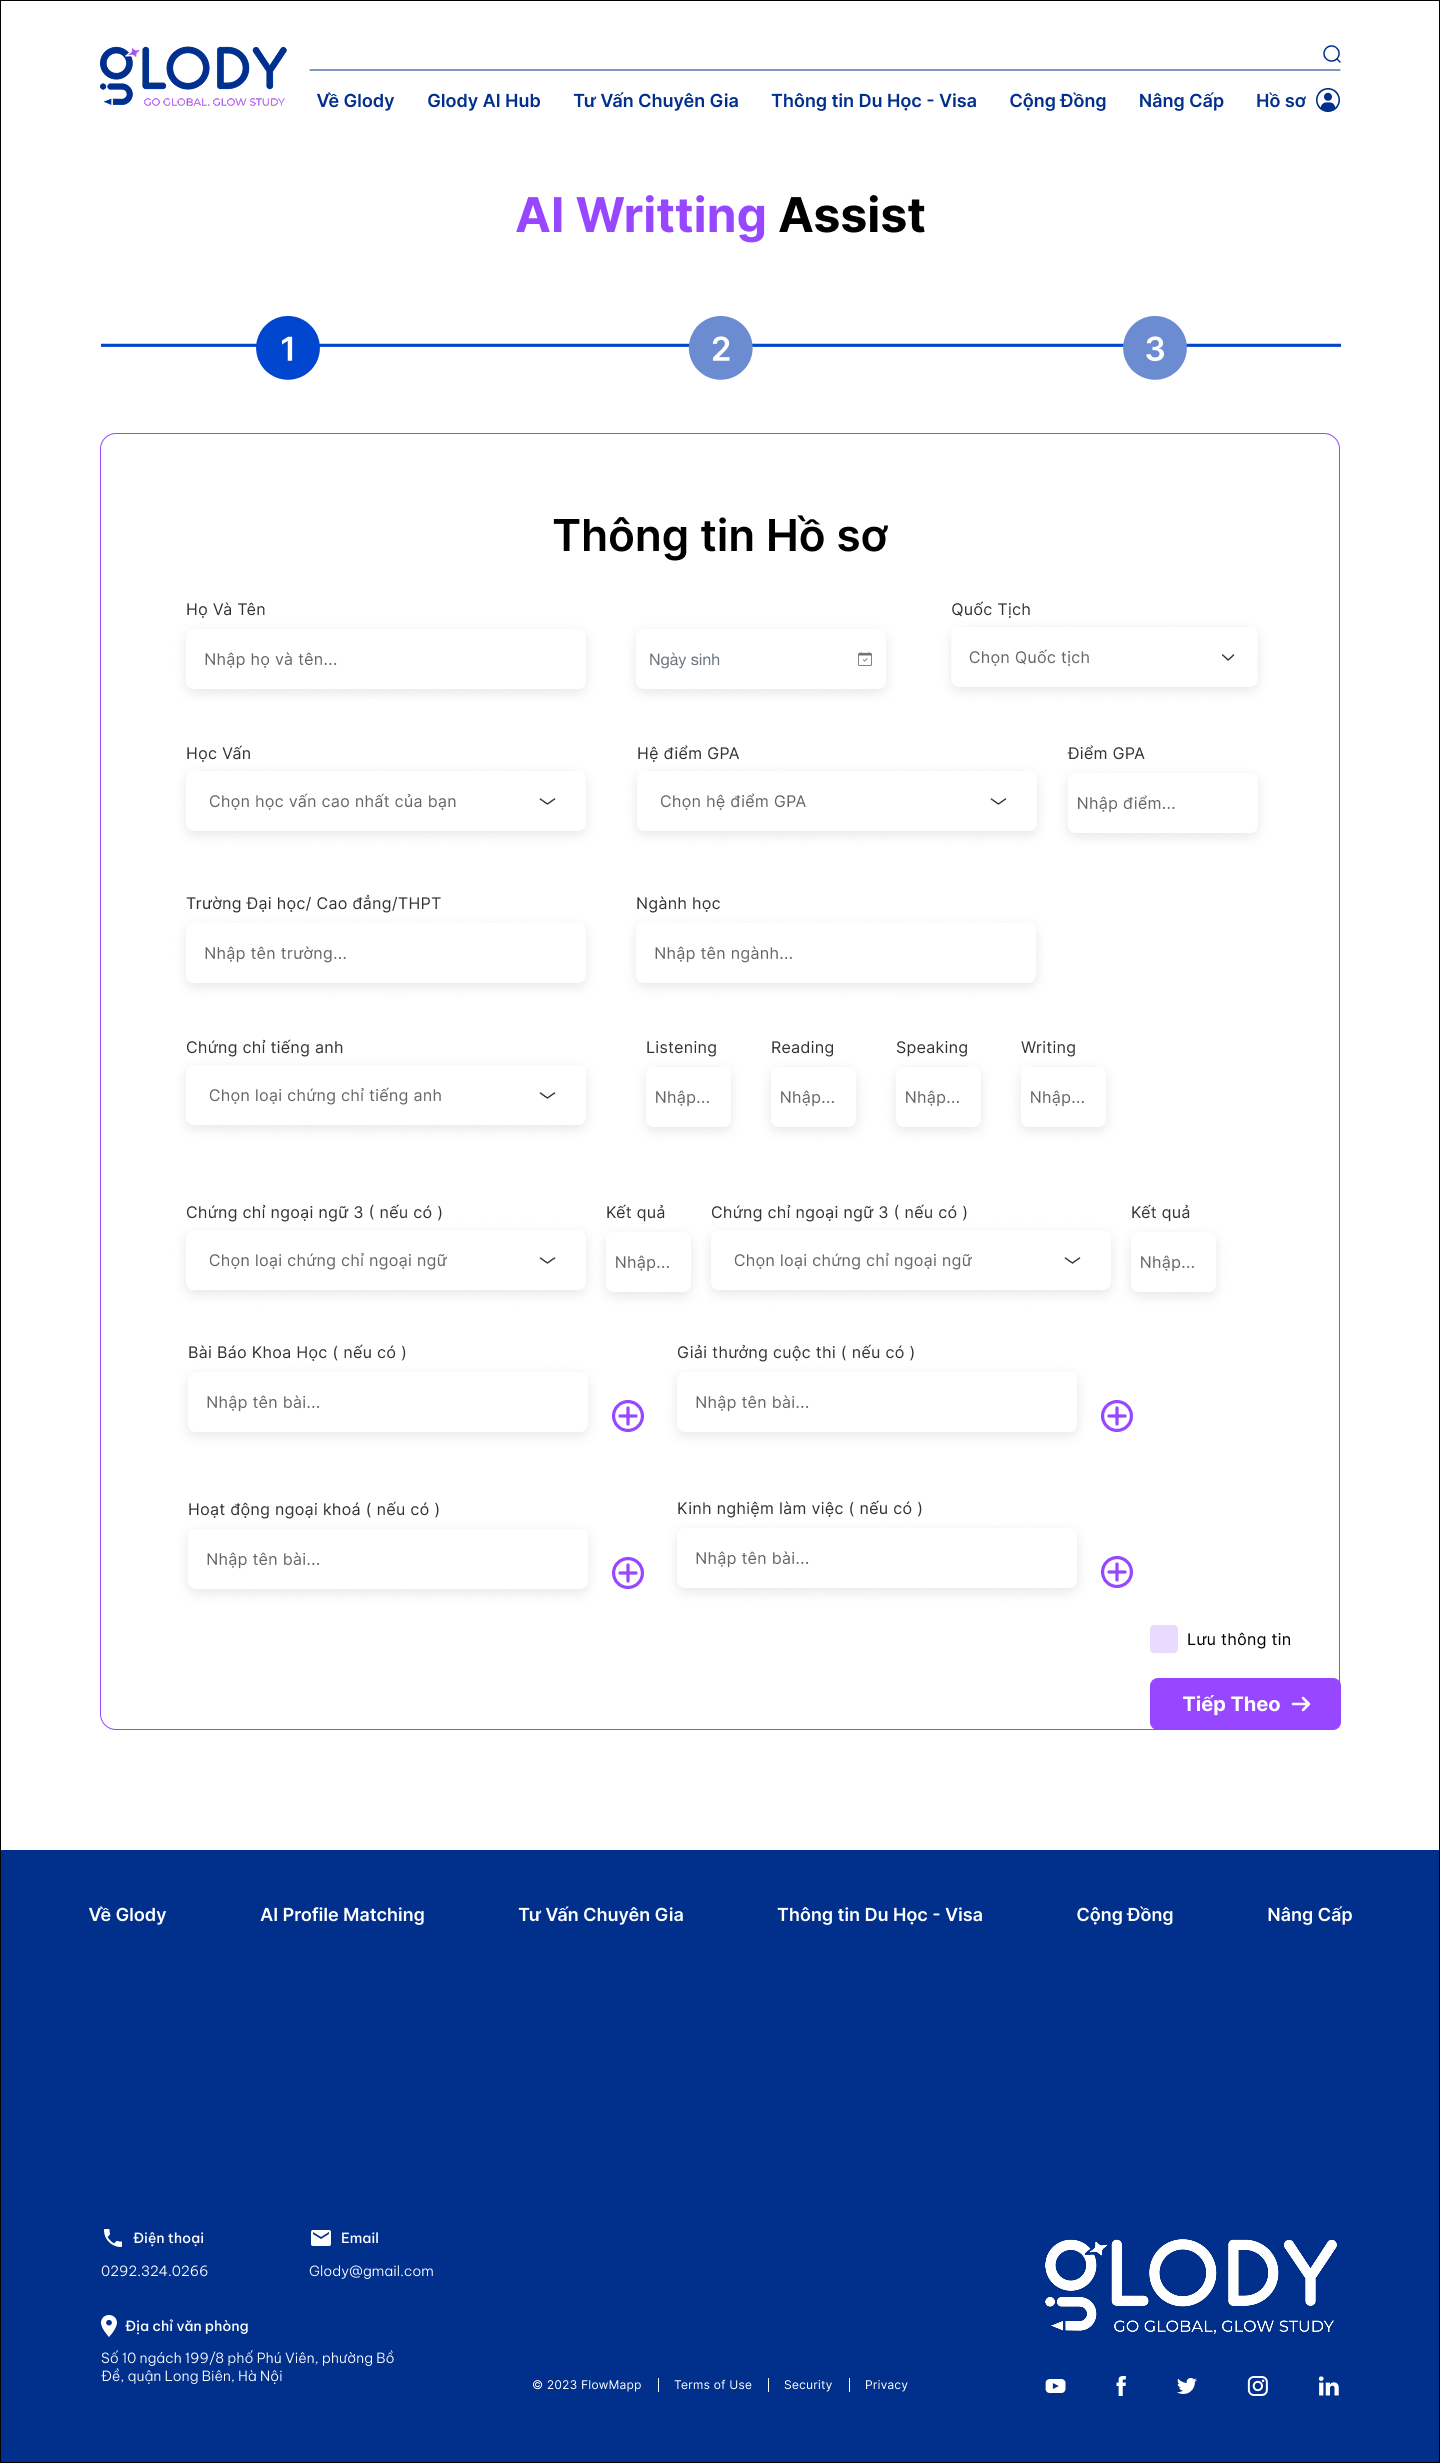 gLODY
GO GLOBAL, GLOW STUDY
Về Glody
Glody AI Hub
Tư Vấn Chuyên Gia
Thông tin Du Học - Visa
Cộng Đồng
Nâng Cấp
Hồ sơ
AI Writting Assist
1
2
3
Thông tin Hồ sơ
Họ Và Tên
Quốc Tịch
Nhập họ và tên...
Ngày sinh
Chọn Quốc tịch
Học Vấn
Hệ điểm GPA
Điểm GPA
Chọn học vấn cao nhất của bạn
Chọn hệ điểm GPA
Nhập điểm...
Trường Đại học/ Cao đẳng/THPT
Ngành học
Nhập tên trường...
Nhập tên ngành...
Chứng chỉ tiếng anh
Listening
Reading
Speaking
Writing
Chọn loại chứng chỉ tiếng anh
Nhập...
Nhập...
Nhập...
Nhập...
Chứng chỉ ngoại ngữ 3 ( nếu có )
Kết quả
Chứng chỉ ngoại ngữ 3 ( nếu có )
Kết quả
Chọn loại chứng chỉ ngoại ngữ
Nhập...
Chọn loại chứng chỉ ngoại ngữ
Nhập...
Bài Báo Khoa Học ( nếu có )
Giải thưởng cuộc thi ( nếu có )
Nhập tên bài...
Nhập tên bài...
Hoạt động ngoại khoá ( nếu có )
Kinh nghiệm làm việc ( nếu có )
Nhập tên bài...
Nhập tên bài...
Lưu thông tin
Tiếp Theo
Về Glody
AI Profile Matching
Tư Vấn Chuyên Gia
Thông tin Du Học - Visa
Cộng Đồng
Nâng Cấp
Điện thoại
Email
0292.324.0266
Glody@gmail.com
Địa chỉ văn phòng
Số 10 ngách 199/8 phố Phú Viên, phường Bồ
Đề, quận Long Biên, Hà Nội
© 2023 FlowMapp
Terms of Use
Security
Privacy
gLODY
GO GLOBAL, GLOW STUDY